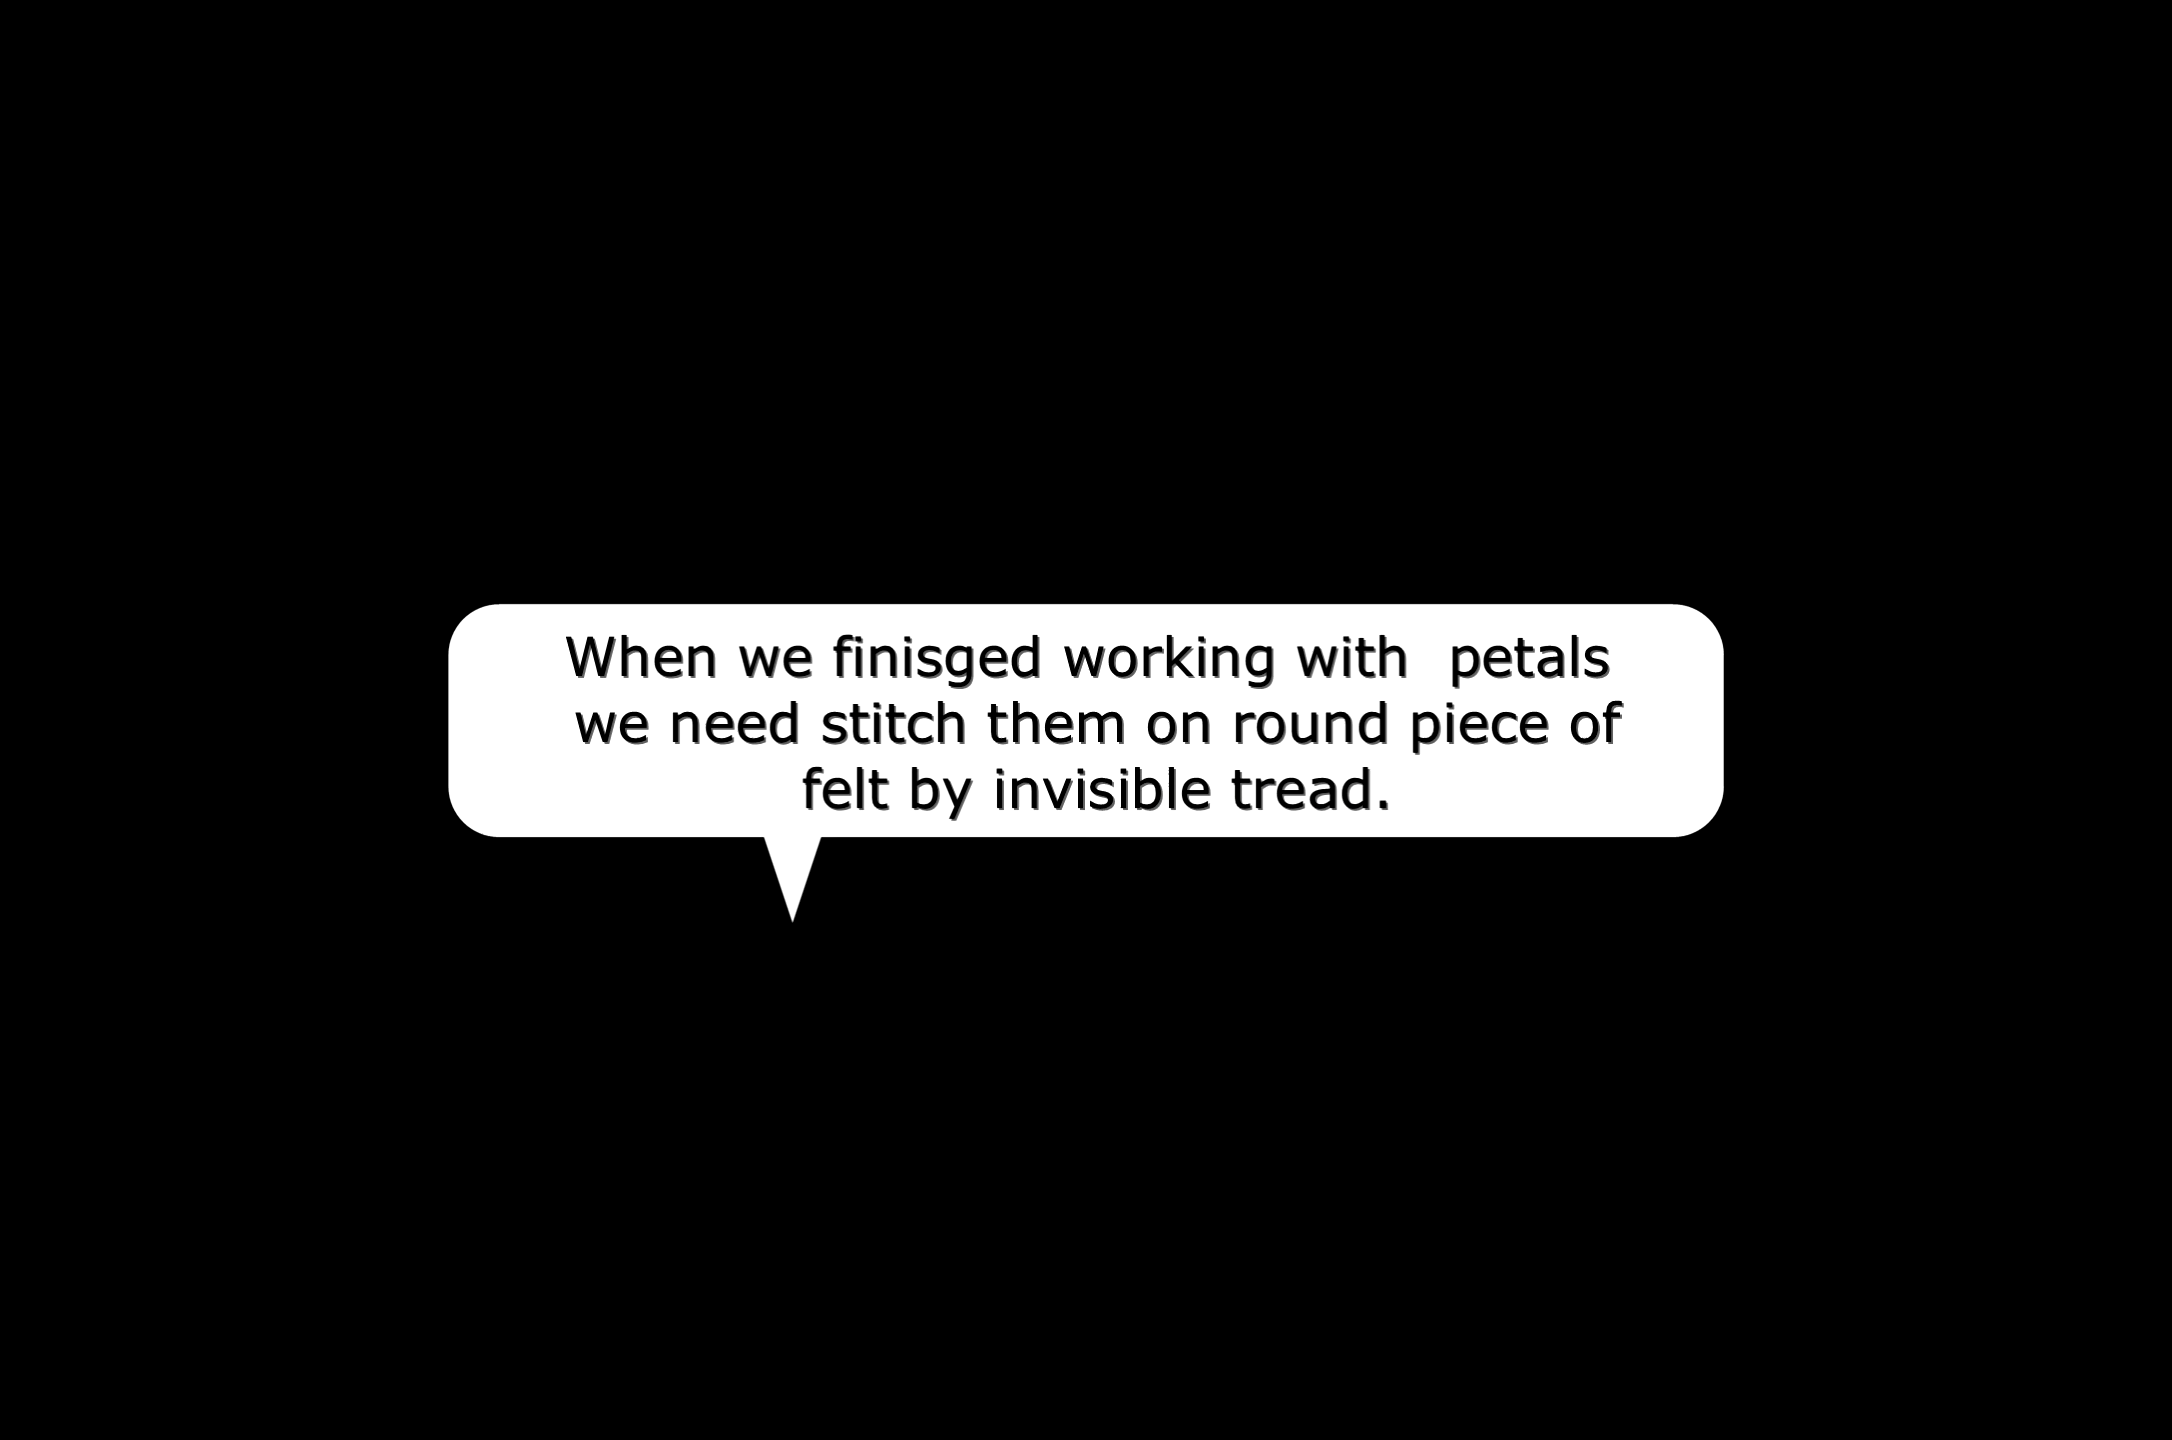 When we finisged working with  petals
we need stitch them on round piece of
felt by invisible tread.